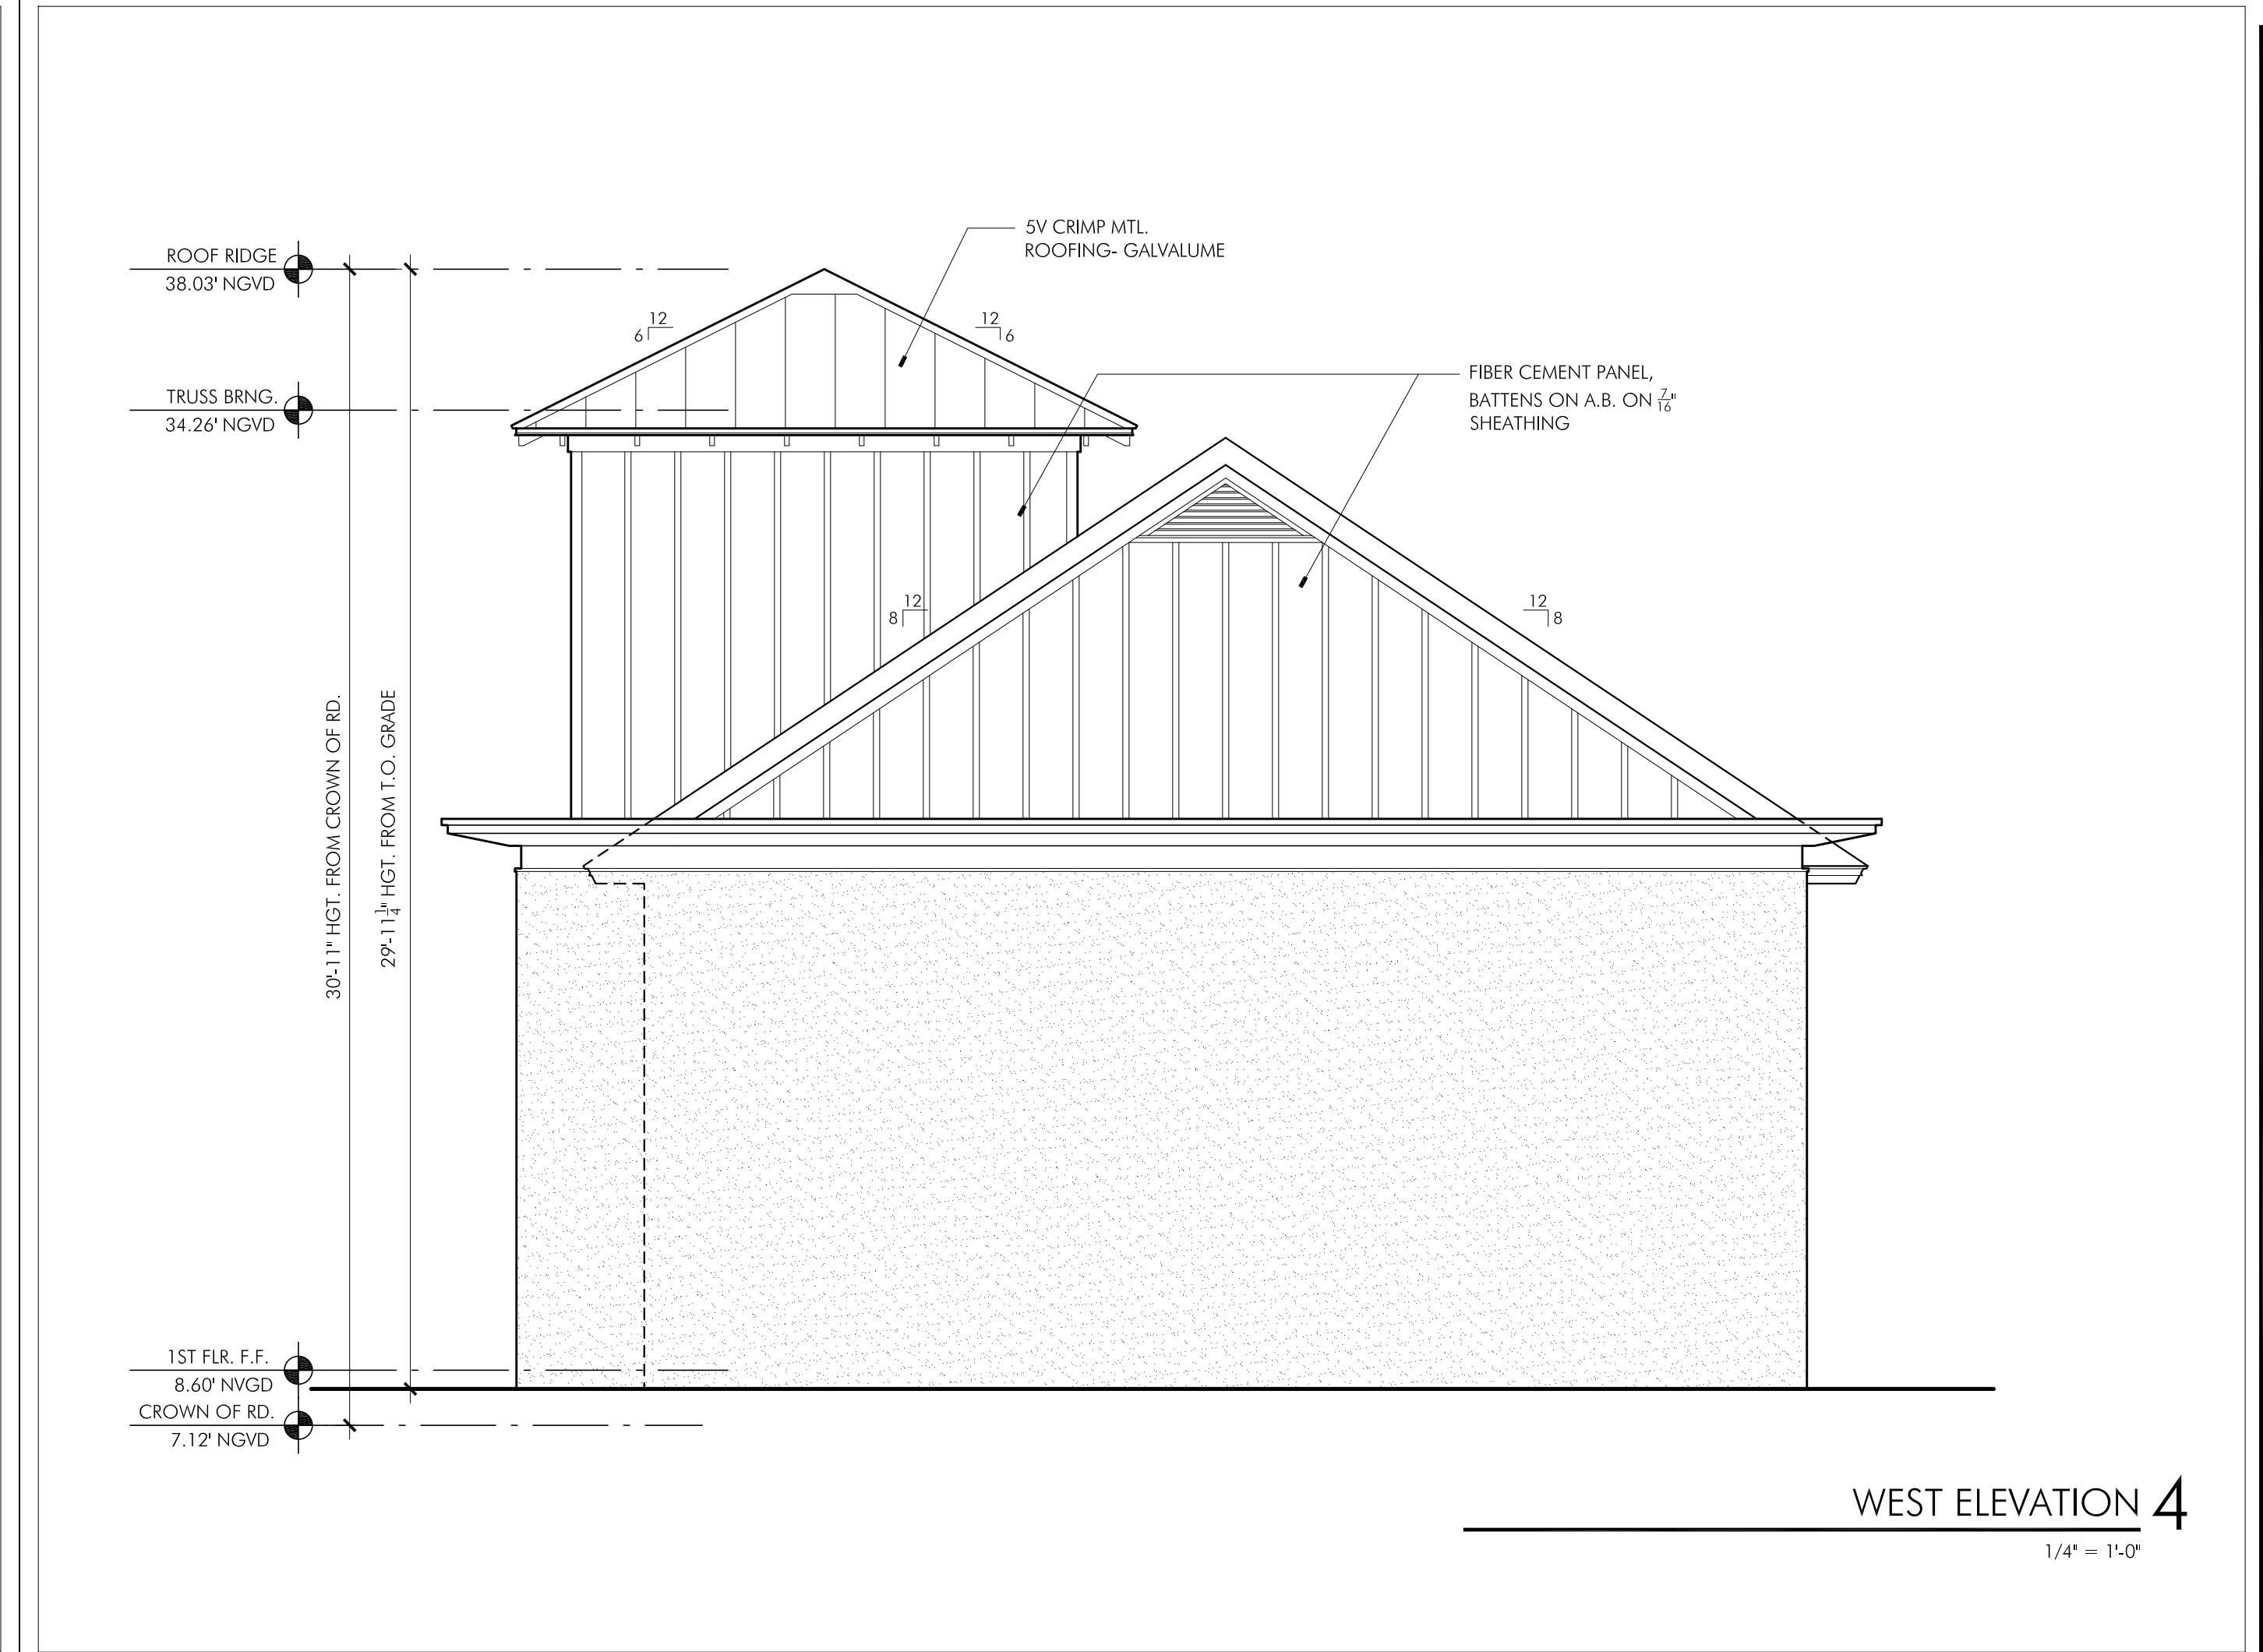 5V CRIMP MTL.
ROOFING- GALVALUME
ROOF RIDGE
38.03' NGVD
12
6
12
6
FIBER CEMENT PANEL,
BATTENS ON A.B. ON 7/16"
SHEATHING
TRUSS BRNG.
34.26' NGVD
12
8
12
8
30'-11" HGT. FROM CROWN OF RD.
29'-11 1/4" HGT. FROM T.O. GRADE
1ST FLR. F.F.
8.60' NVGD
CROWN OF RD.
7.12' NGVD
WEST ELEVATION 4
1/4" = 1'-0"